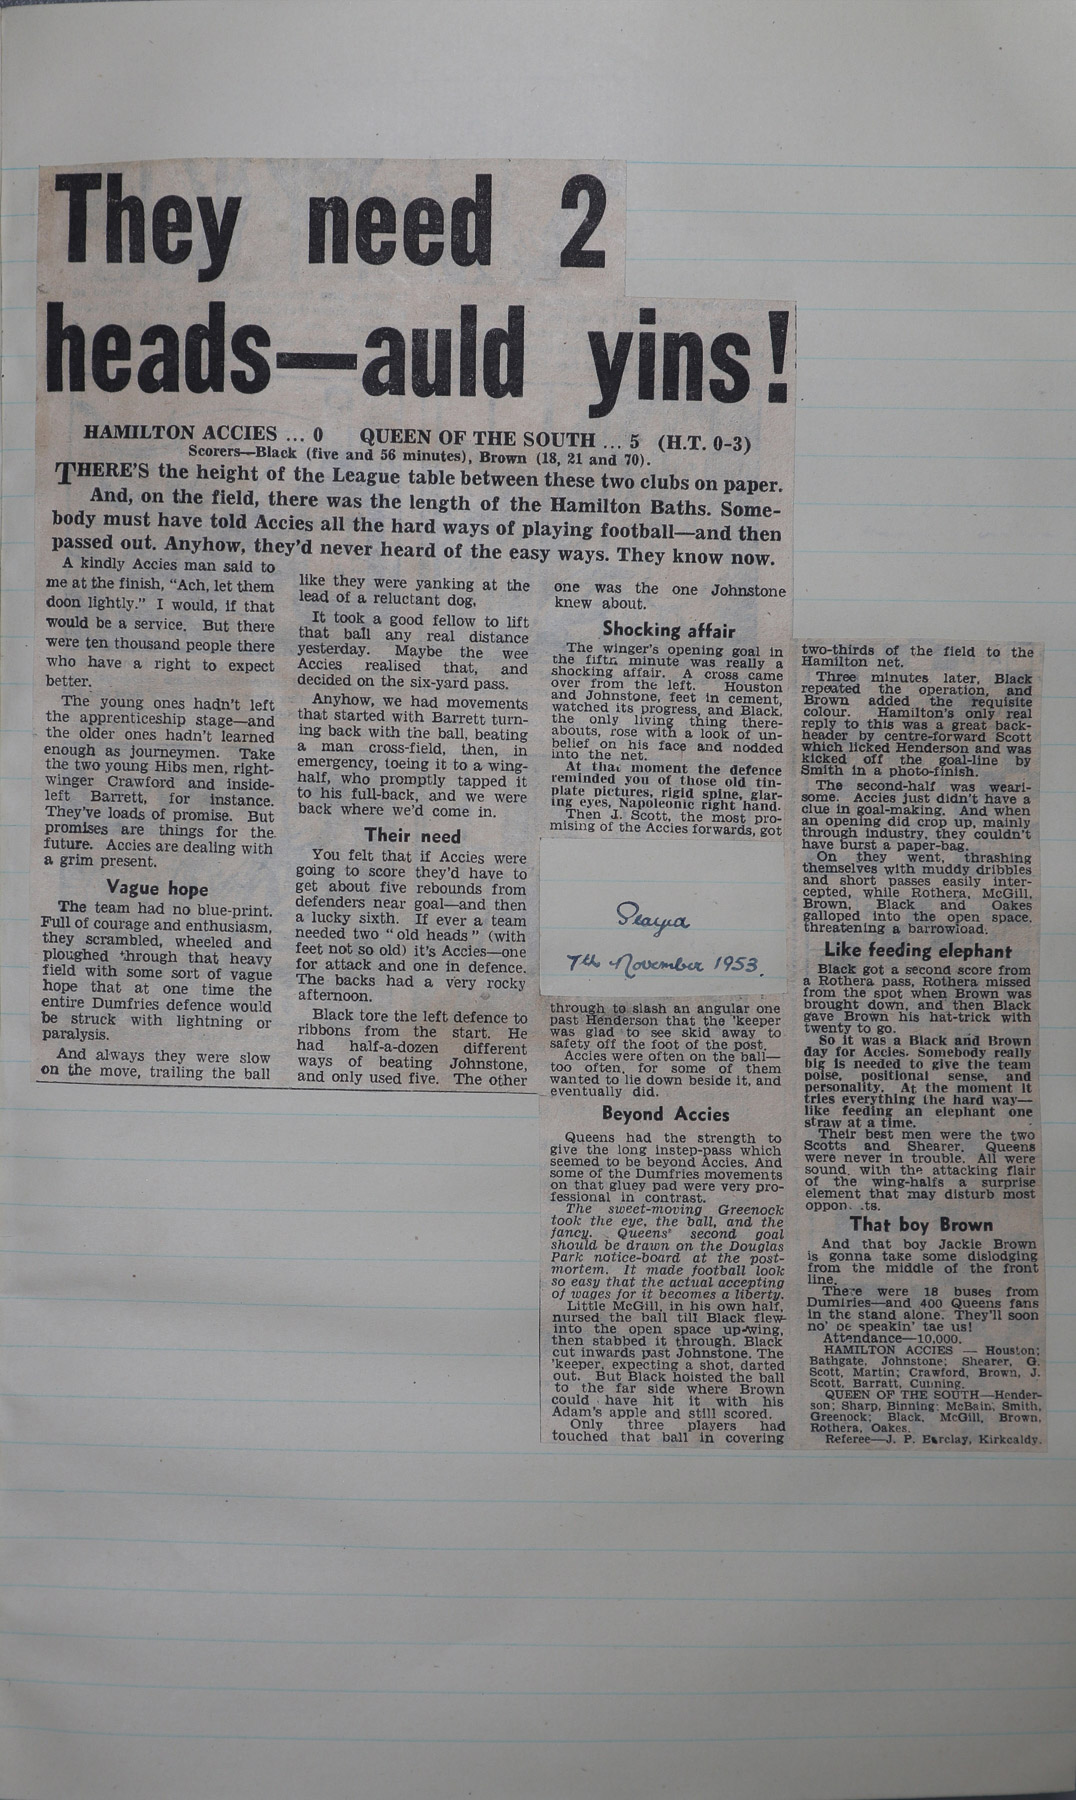 They need 2
heads—auld yins!
HAMILTON ACCIES ... 0 QUEEN OF THE SOUTH ... 5 (H.T. 0-3)
Scorers—Black (five and 56 minutes), Brown (18, 21 and 70).
THERE'S the height of the League table between these two clubs on paper.
And, on the field, there was the length of the Hamilton Baths. Some-
body must have told Accies all the hard ways of playing football—and then
passed out. Anyhow, they'd never heard of the easy ways. They know now.
A kindly Accies man said to
me at the finish, "Ach, let them
doon lightly." I would, if that
would be a service. But there
were ten thousand people there
who have a right to expect
better.
The young ones hadn't left
the apprenticeship stage—and
the older ones hadn't learned
enough as journeymen. Take
the two young Hibs men, right-
winger Crawford and inside-
left Barrett, for instance.
They've loads of promise. But
promises are things for the
future. Accies are dealing with
a grim present.
Vague hope
The team had no blue-print.
Full of courage and enthusiasm,
they scrambled, wheeled and
ploughed through that heavy
field with some sort of vague
hope that at one time the
entire Dumfries defence would
be struck with lightning or
paralysis.
And always they were slow
on the move, trailing the ball
like they were yanking at the
lead of a reluctant dog.
It took a good fellow to lift
that ball any real distance
yesterday. Maybe the wee
Accies realised that, and
decided on the six-yard pass.
Anyhow, we had movements
that started with Barrett turn-
ing back with the ball, beating
a man cross-field, then, in
emergency, toeing it to a wing-
half, who promptly tapped it
to his full-back, and we were
back where we'd come in.
Their need
You felt that if Accies were
going to score they'd have to
get about five rebounds from
defenders near goal—and then
a lucky sixth. If ever a team
needed two "old heads" (with
feet not so old) it's Accies—one
for attack and one in defence.
The backs had a very rocky
afternoon.
Black tore the left defence to
ribbons from the start. He
had half-a-dozen different
ways of beating Johnstone,
and only used five. The other
one was the one Johnstone
knew about.
Shocking affair
The winger's opening goal in
the fifth minute was really a
shocking affair. A cross came
over from the left. Houston
and Johnstone, feet in cement,
watched its progress, and Black,
the only living thing there-
abouts, rose with a look of un-
belief on his face and nodded
into the net.
At that moment the defence
reminded you of those old tin-
plate pictures, rigid spine, glar-
ing eyes, Napoleonic right hand.
Then J. Scott, the most pro-
mising of the Accies forwards, got
Played
7th November 1953.
through to slash an angular one
past Henderson that the 'keeper
was glad to see skid away to
safety off the foot of the post.
Accies were often on the ball—
too often, for some of them
wanted to lie down beside it, and
eventually did.
Beyond Accies
Queens had the strength to
give the long instep-pass which
seemed to be beyond Accies. And
some of the Dumfries movements
on that gluey pad were very pro-
fessional in contrast.
The sweet-moving Greenock
took the eye, the ball, and the
fancy. Queens' second goal
should be drawn on the Douglas
Park notice-board at the post-
mortem. It made football look
so easy that the actual accepting
of wages for it becomes a liberty.
Little McGill, in his own half,
nursed the ball till Black flew
into the open space up-wing,
then stabbed it through. Black
cut inwards past Johnstone. The
'keeper, expecting a shot, darted
out. But Black hoisted the ball
to the far side where Brown
could have hit it with his
Adam's apple and still scored.
Only three players had
touched that ball in covering
two-thirds of the field to the
Hamilton net.
Three minutes later, Black
repeated the operation, and
Brown added the requisite
colour. Hamilton's only real
reply to this was a great back-
header by centre-forward Scott
which licked Henderson and was
kicked off the goal-line by
Smith in a photo-finish.
The second-half was weari-
some. Accies just didn't have a
clue in goal-making. And when
an opening did crop up, mainly
through industry, they couldn't
have burst a paper-bag.
On they went, thrashing
themselves with muddy dribbles
and short passes easily inter-
cepted, while Rothera, McGill,
Brown, Black and Oakes
galloped into the open space,
threatening a barrowload.
Like feeding elephant
Black got a second score from
a Rothera pass, Rothera missed
from the spot when Brown was
brought down, and then Black
gave Brown his hat-trick with
twenty to go.
So it was a Black and Brown
day for Accies. Somebody really
big is needed to give the team
poise, positional sense, and
personality. At the moment it
tries everything the hard way—
like feeding an elephant one
straw at a time.
Their best men were the two
Scotts and Shearer. Queens
were never in trouble. All were
sound, with the attacking flair
of the wing-halfs a surprise
element that may disturb most
oppon. .ts.
That boy Brown
And that boy Jackie Brown
is gonna take some dislodging
from the middle of the front
line.
There were 18 buses from
Dumfries—and 400 Queens fans
in the stand alone. They'll soon
no' be speakin' tae us!
Attendance—10,000.
HAMILTON ACCIES — Houston;
Bathgate, Johnstone; Shearer, G.
Scott, Martin; Crawford, Brown, J.
Scott, Barratt, Cunning.
QUEEN OF THE SOUTH—Hender-
son; Sharp, Binning; McBain, Smith,
Greenock; Black, McGill, Brown,
Rothera, Oakes.
Referee—J. P. Barclay, Kirkcaldy.